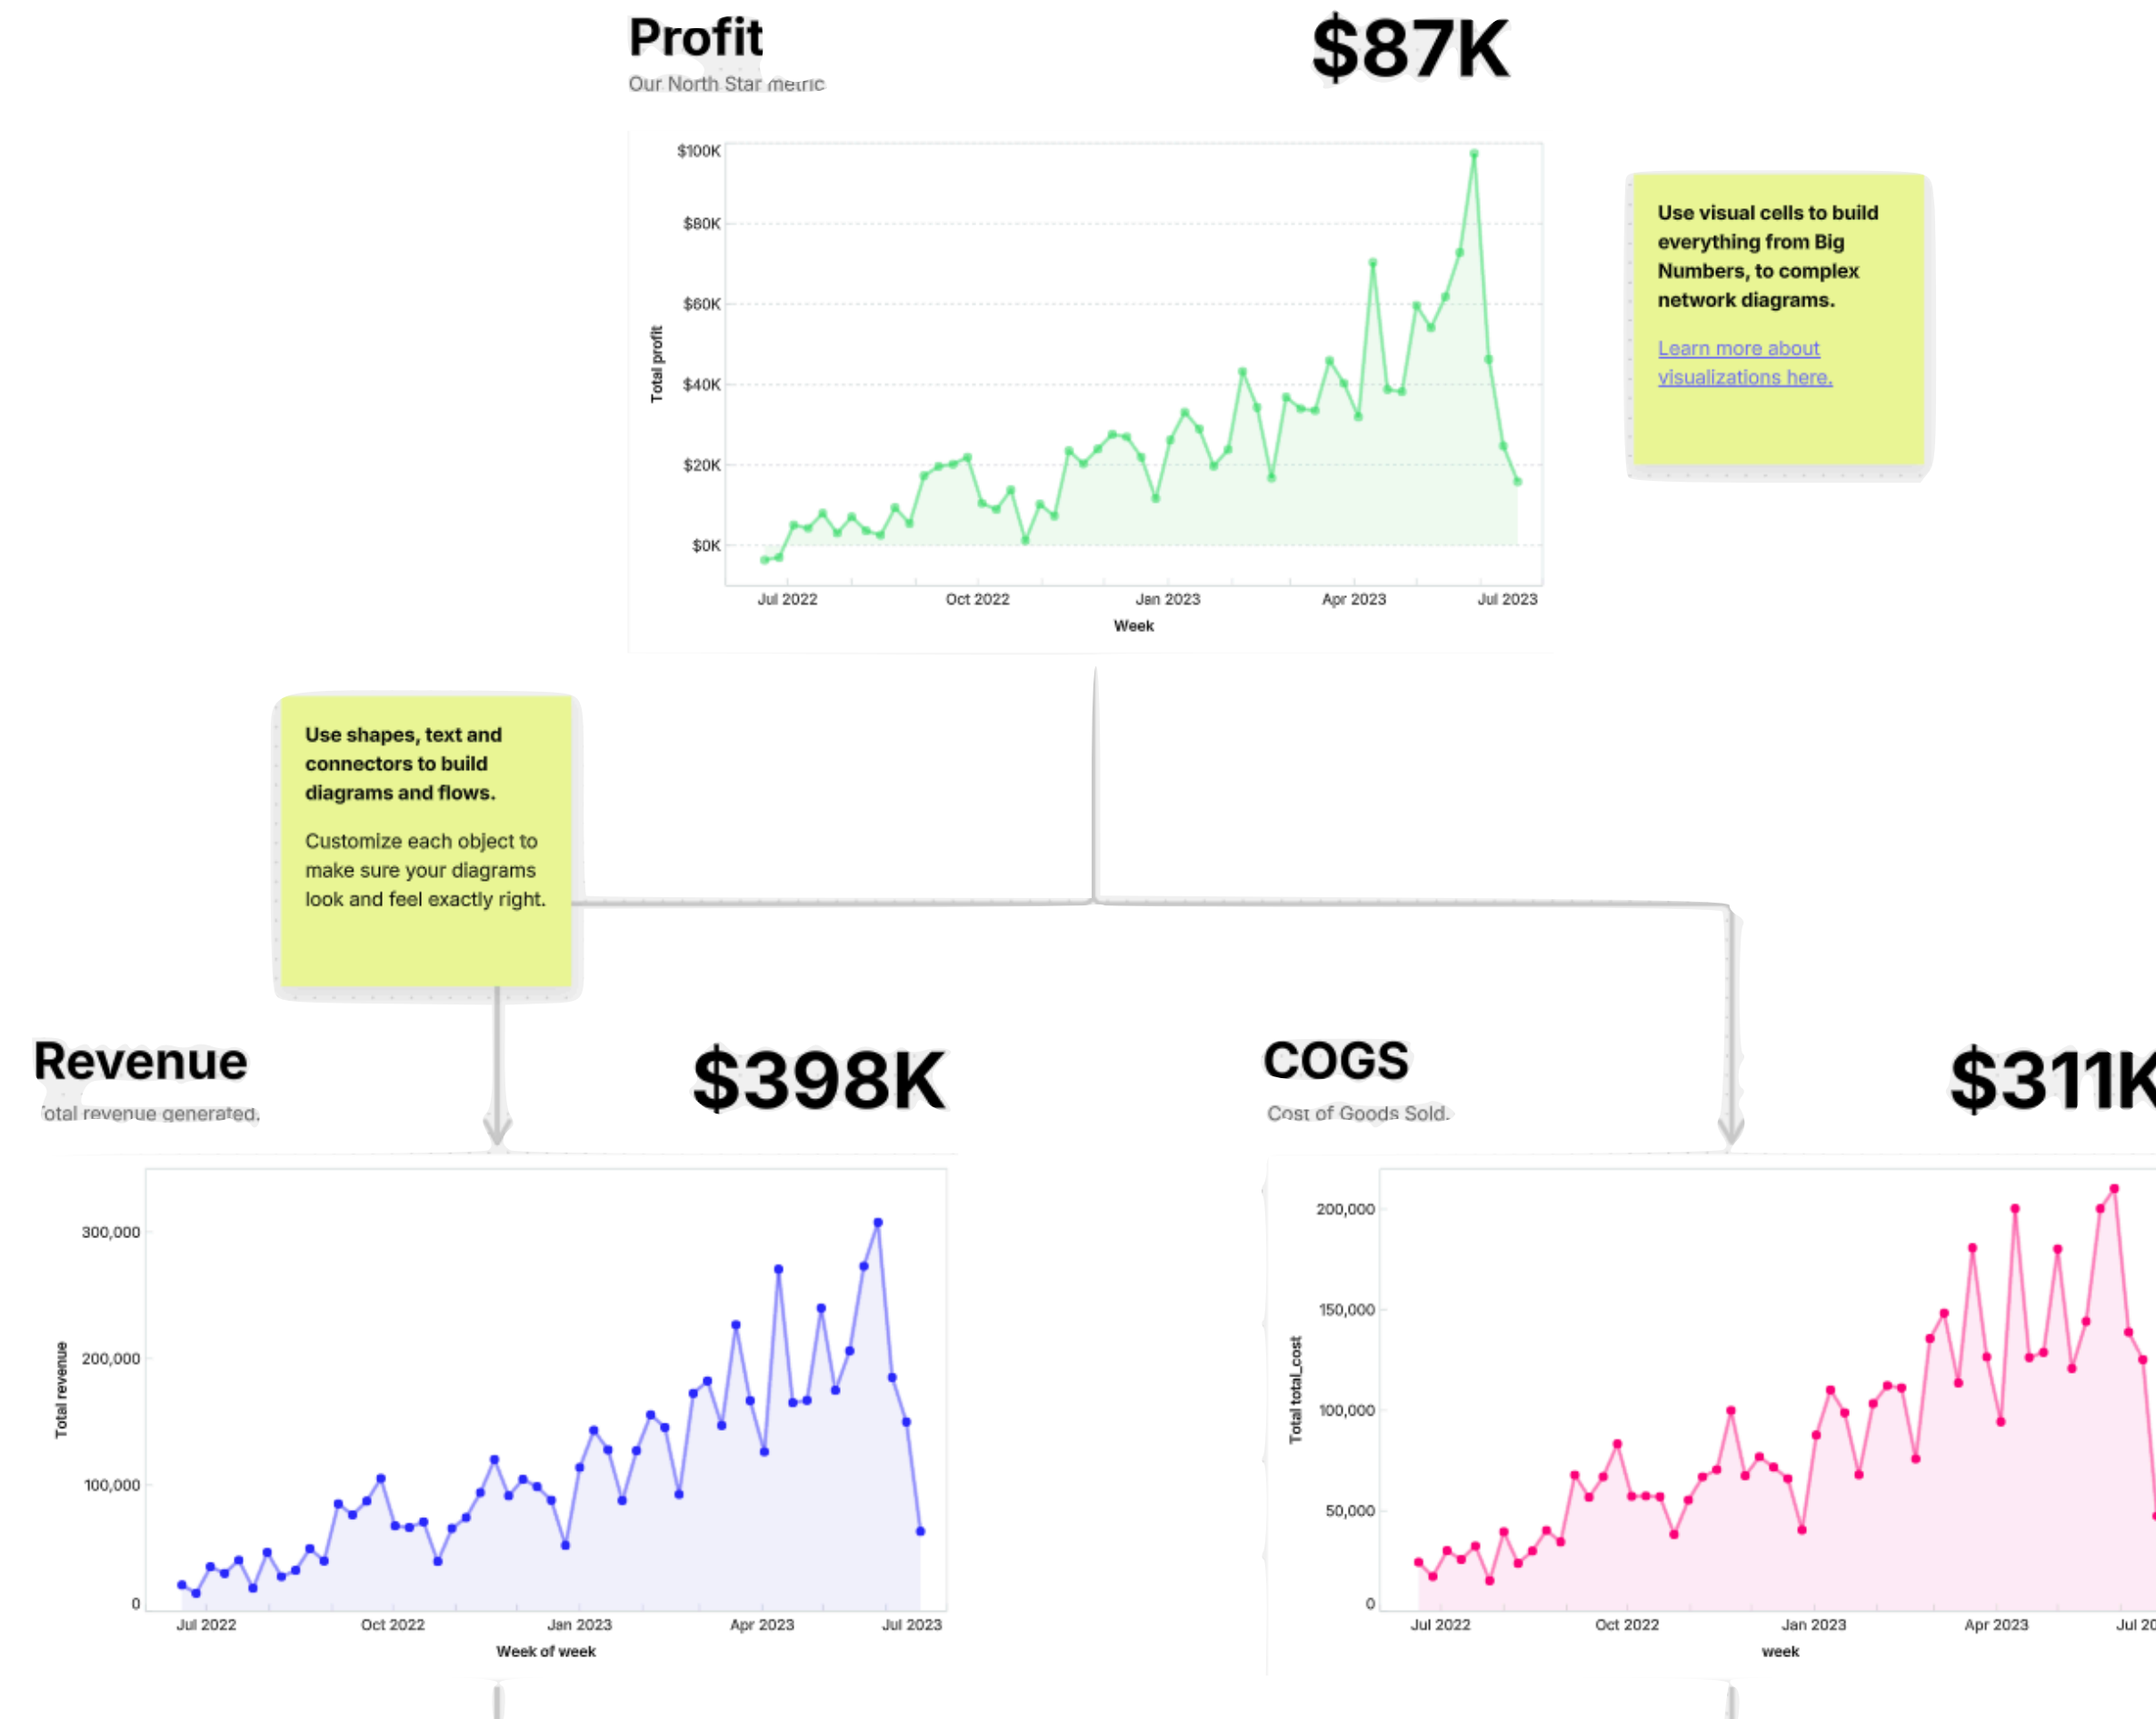 Profit
$87K
Our North Star metric
$100K
$80K
$60K
$40K
$20K
$0K
Total profit
Jul 2022
Oct 2022
Jan 2023
Apr 2023
Jul 2023
Week
Use visual cells to build
everything from Big
Numbers, to complex
network diagrams.
Learn more about
visualizations here.
Use shapes, text and
connectors to build
diagrams and flows.
Customize each object to
make sure your diagrams
look and feel exactly right.
Revenue
$398K
Total revenue generated.
300,000
200,000
100,000
0
Total revenue
Jul 2022
Oct 2022
Jan 2023
Apr 2023
Jul 2023
Week of week
COGS
$311K
Cost of Goods Sold.
200,000
150,000
100,000
50,000
0
Total total_cost
Jul 2022
Oct 2022
Jan 2023
Apr 2023
Jul 20
week